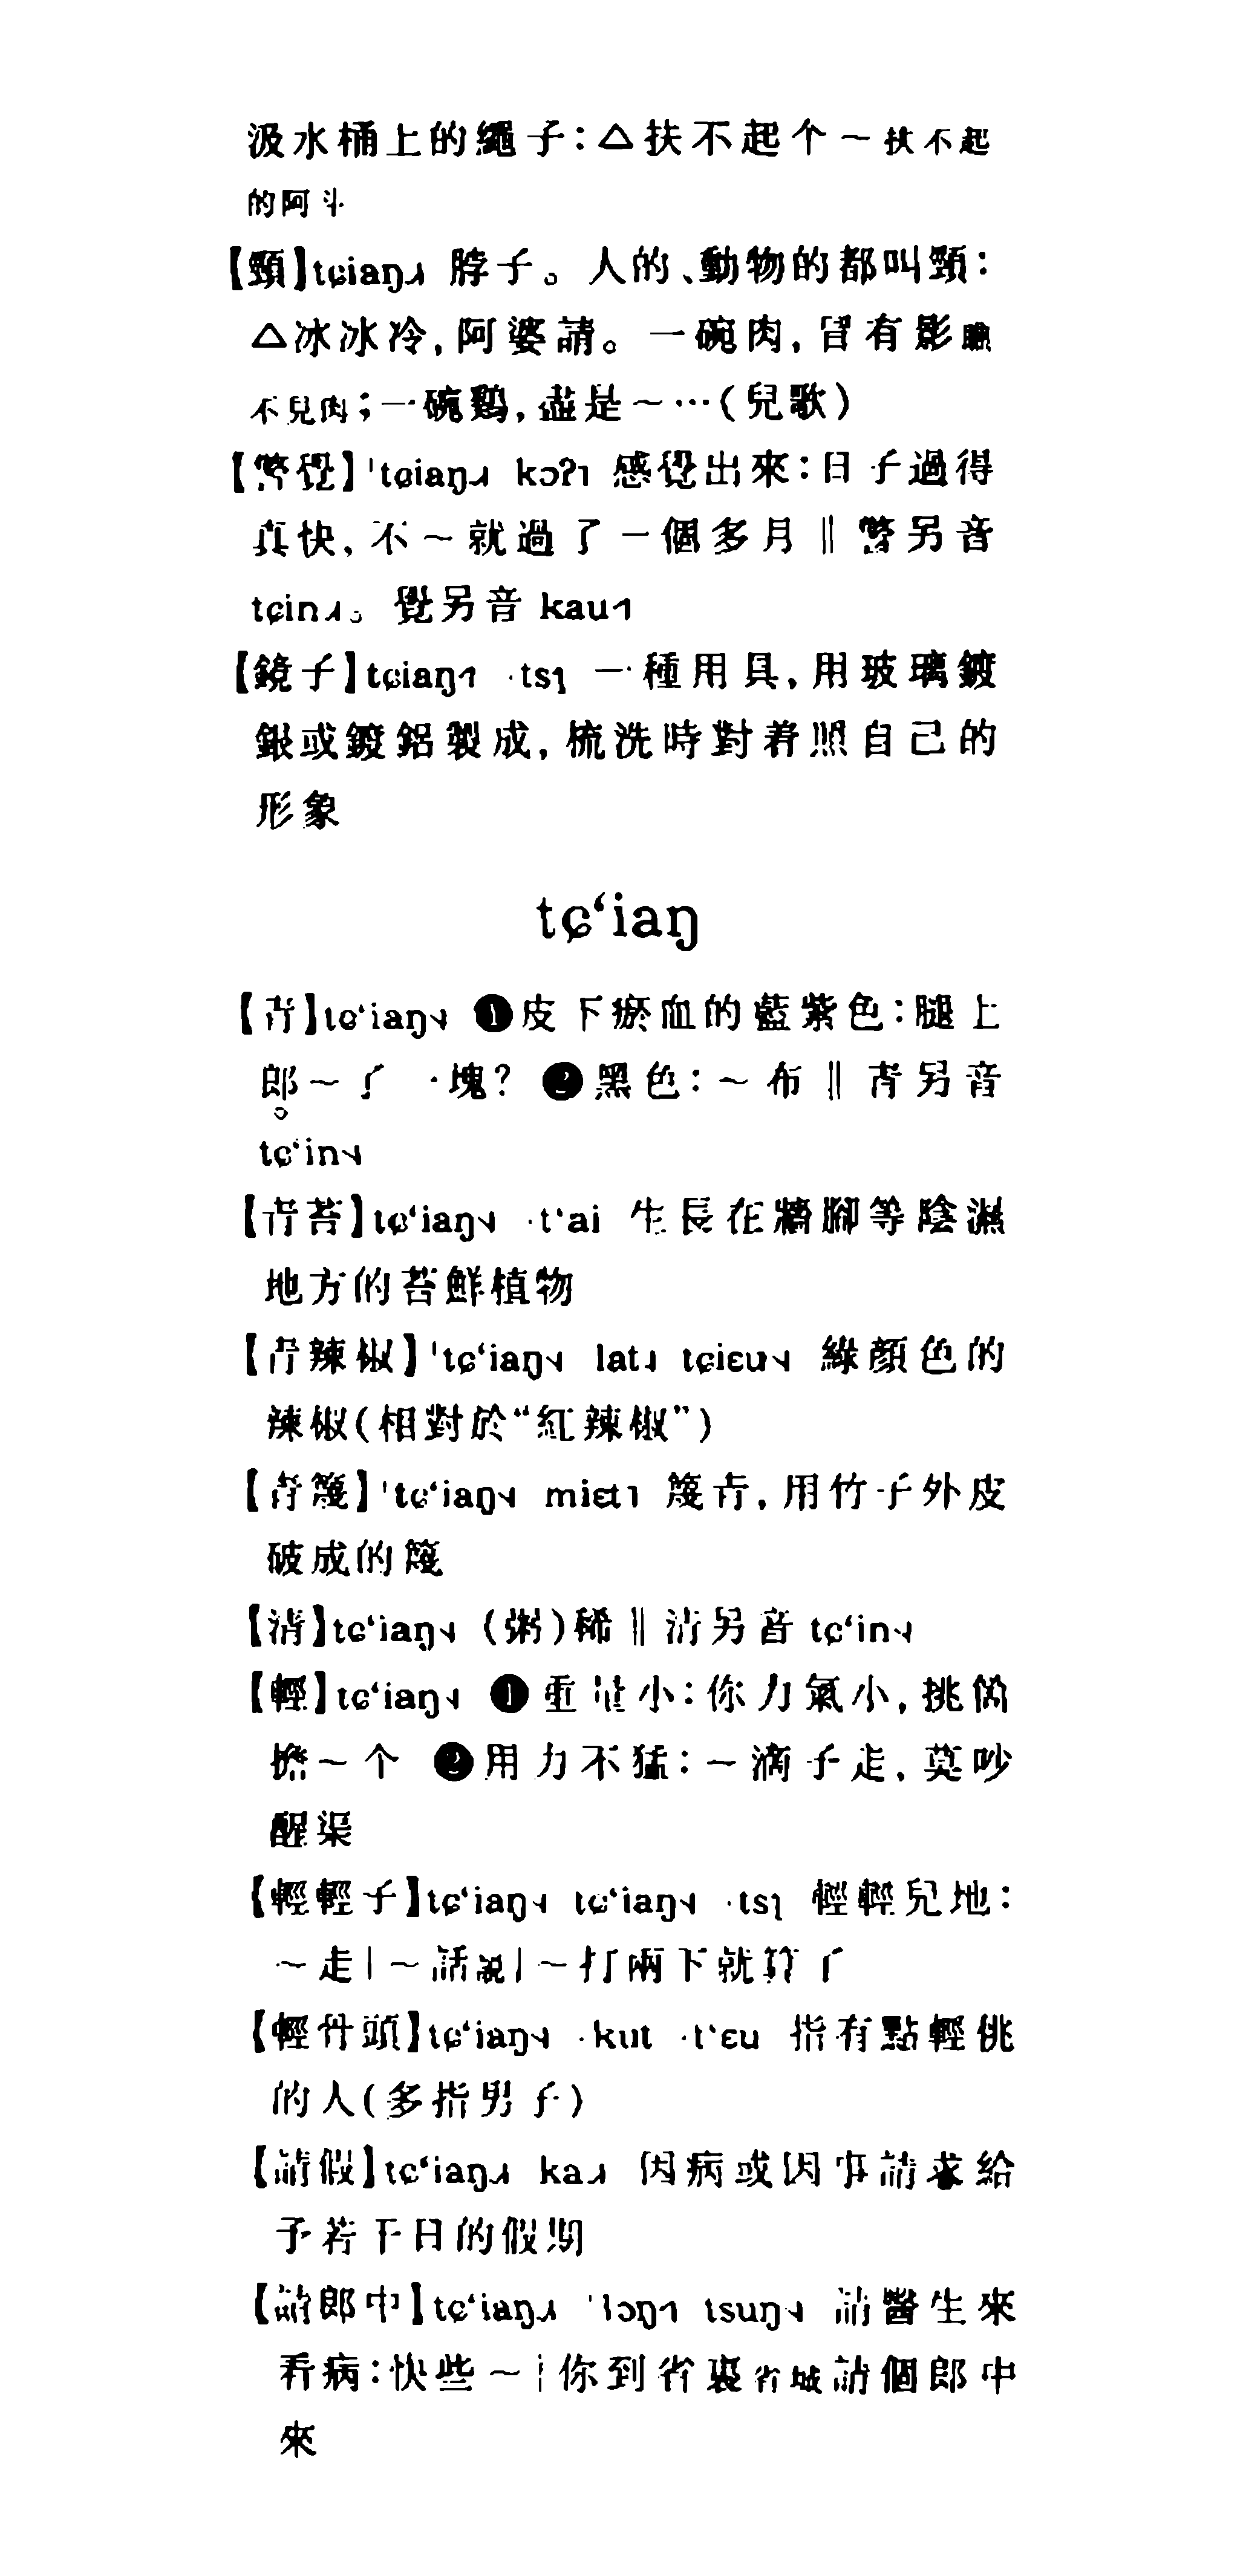 汲水桶上的繩子：△扶不起个～扶不起
的阿斗
【頸】tɕiaŋ˩˧ 脖子。人的、動物的都叫頸：
△冰冰冷，阿婆請。一碗肉，冒有影瞧
不見肉；一碗鷄，盡是～…（兒歌）
【警覺】ˈtɕiaŋ˩˧ kɔʔ˥ 感覺出來：日子過得
真快，不～就過了一個多月‖警另音
tɕin˩˧。覺另音 kau˧˥
【鏡子】tɕiaŋ˧˥ ·tsɿ 一種用具，用玻璃鍍
銀或鍍鋁製成，梳洗時對着照自己的
形象
tɕʻiaŋ
【青】tɕʻiaŋ˧˩ ❶皮下瘀血的藍紫色：腿上
郎～了一塊？ ❷黑色：～布‖青另音
tɕʻin˧˩
【青苔】tɕʻiaŋ˧˩ ·tʻai 生長在牆腳等陰濕
地方的苔鮮植物
【青辣椒】ˈtɕʻiaŋ˧˩ lat˨ tɕiɛu˧˩ 綠顏色的
辣椒（相對於“紅辣椒”）
【青篾】ˈtɕʻiaŋ˧˩ miɛt˥ 篾青，用竹子外皮
破成的篾
【清】tɕʻiaŋ˧˩ （粥）稀‖清另音 tɕʻin˧˩
【輕】tɕʻiaŋ˧˩ ❶重量小：你力氣小，挑箇
擔～个 ❷用力不猛：～滴子走，莫吵
醒渠
【輕輕子】tɕʻiaŋ˧˩ tɕʻiaŋ˧˩ ·tsɿ 輕輕兒地：
～走|～話說|～打兩下就算了
【輕骨頭】tɕʻiaŋ˧˩ ·kut ·tʻɛu 指有點輕佻
的人（多指男子）
【請假】tɕʻiaŋ˩˧ ka˩˧ 因病或因事請求給
予若干日的假期
【請郎中】tɕʻiaŋ˩˧ ˈlɔŋ˧˥ tsuŋ˧˩ 請醫生來
看病：快些～|你到省裏省城請個郎中
來